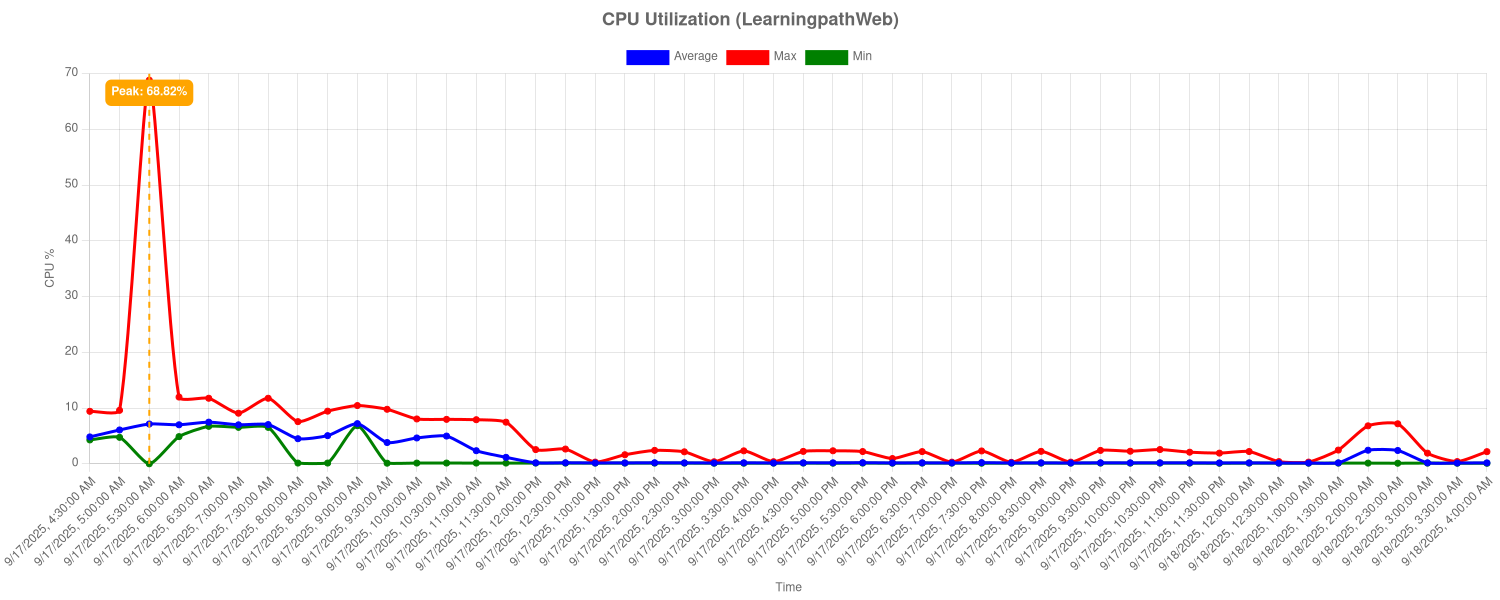 CPU Utilization (LearningpathWeb)
Average Max Min
Peak: 68.82%
70
60
50
40
30
20
10
0
CPU %
9/17/2025, 4:30:00 AM
9/17/2025, 5:00:00 AM
9/17/2025, 5:30:00 AM
9/17/2025, 6:00:00 AM
9/17/2025, 6:30:00 AM
9/17/2025, 7:00:00 AM
9/17/2025, 7:30:00 AM
9/17/2025, 8:00:00 AM
9/17/2025, 8:30:00 AM
9/17/2025, 9:00:00 AM
9/17/2025, 9:30:00 AM
9/17/2025, 10:00:00 AM
9/17/2025, 10:30:00 AM
9/17/2025, 11:00:00 AM
9/17/2025, 11:30:00 AM
9/17/2025, 12:00:00 PM
9/17/2025, 12:30:00 PM
9/17/2025, 1:00:00 PM
9/17/2025, 1:30:00 PM
9/17/2025, 2:00:00 PM
9/17/2025, 2:30:00 PM
9/17/2025, 3:00:00 PM
9/17/2025, 3:30:00 PM
9/17/2025, 4:00:00 PM
9/17/2025, 4:30:00 PM
9/17/2025, 5:00:00 PM
9/17/2025, 5:30:00 PM
9/17/2025, 6:00:00 PM
9/17/2025, 6:30:00 PM
9/17/2025, 7:00:00 PM
9/17/2025, 7:30:00 PM
9/17/2025, 8:00:00 PM
9/17/2025, 8:30:00 PM
9/17/2025, 9:00:00 PM
9/17/2025, 9:30:00 PM
9/17/2025, 10:00:00 PM
9/17/2025, 10:30:00 PM
9/17/2025, 11:00:00 PM
9/17/2025, 11:30:00 PM
9/18/2025, 12:00:00 AM
9/18/2025, 12:30:00 AM
9/18/2025, 1:00:00 AM
9/18/2025, 1:30:00 AM
9/18/2025, 2:00:00 AM
9/18/2025, 2:30:00 AM
9/18/2025, 3:00:00 AM
9/18/2025, 3:30:00 AM
9/18/2025, 4:00:00 AM
Time